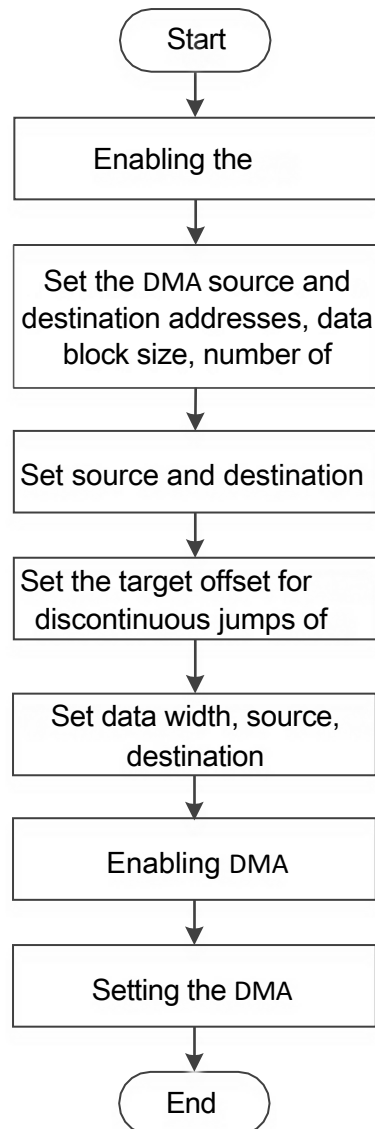 Start
Enabling the
Set the DMA source and
destination addresses, data
block size, number of
Set source and destination
Set the target offset for
discontinuous jumps of
Set data width, source,
destination
Enabling DMA
Setting the DMA
End